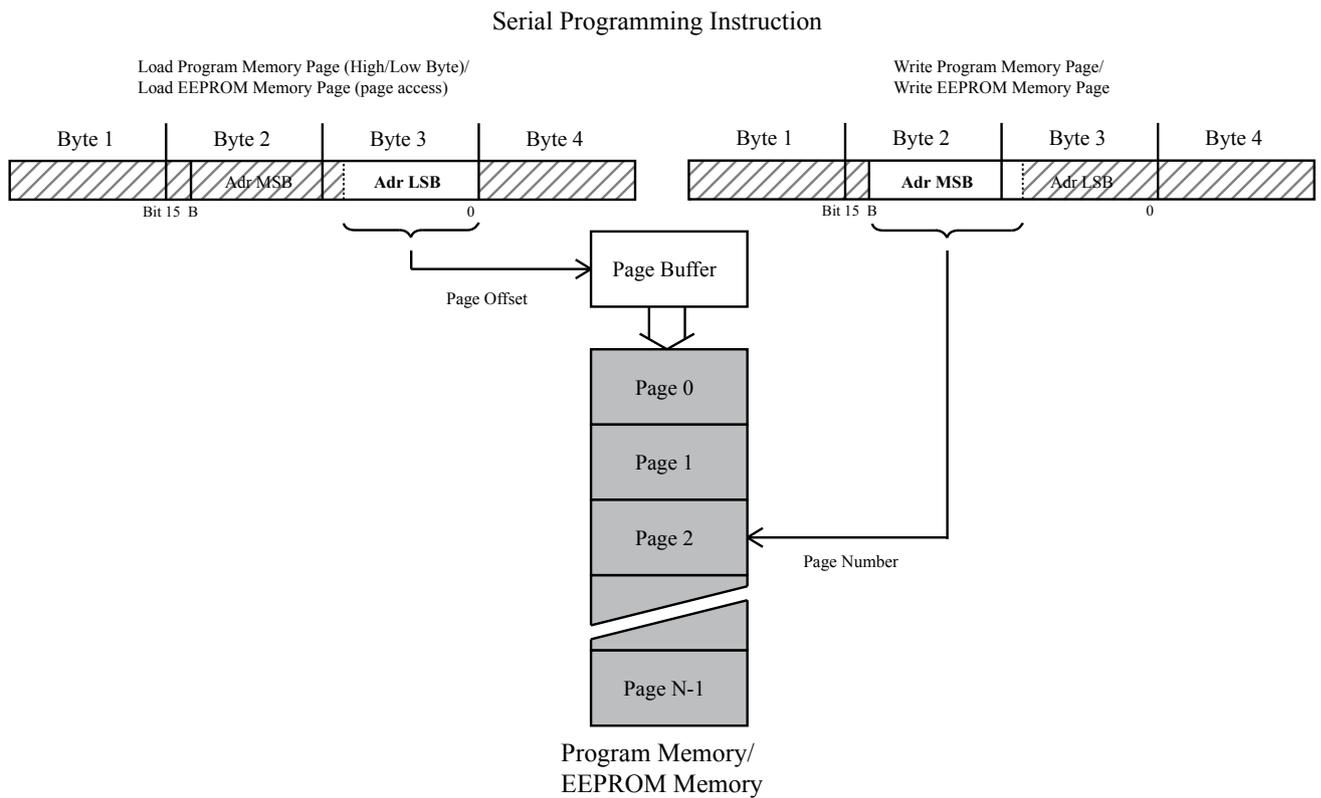 Serial Programming Instruction
Load Program Memory Page (High/Low Byte)/
Load EEPROM Memory Page (page access)
Byte 1 Byte 2 Byte 3 Byte 4
Adr MSB Adr LSB
Bit 15 B 0
Write Program Memory Page/
Write EEPROM Memory Page
Byte 1 Byte 2 Byte 3 Byte 4
Adr MSB Adr LSB
Bit 15 B 0
Page Buffer
Page Offset
Page 0
Page 1
Page 2
Page Number
Page N-1
Program Memory/
EEPROM Memory